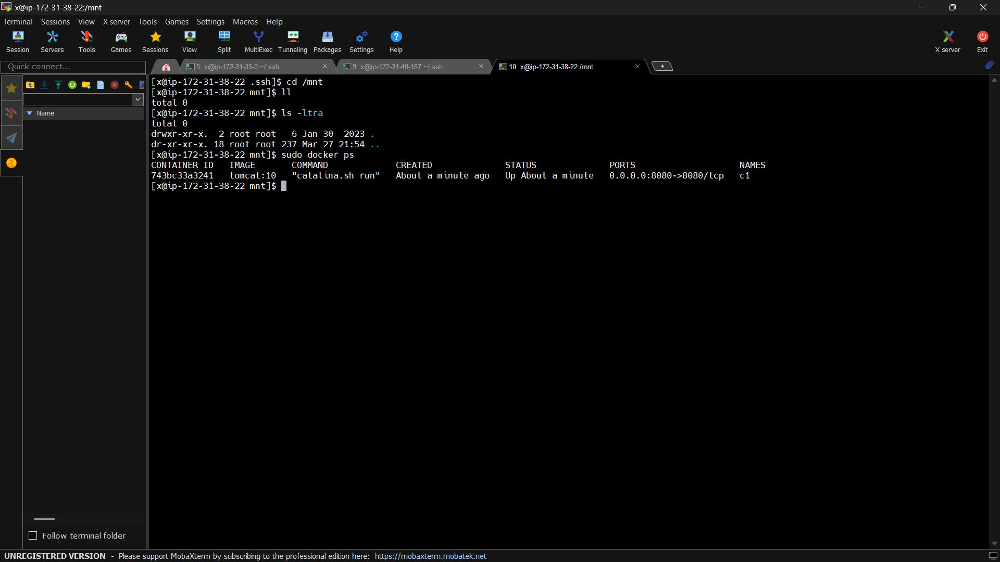 x@ip-172-31-38-22:/mnt
Terminal Sessions View X server Tools Games Settings Macros Help
Session Servers Tools Games Sessions View Split MultiExec Tunneling Packages Settings Help X server Exit
Quick connect... 5. x@ip-172-31-35-0:~/.ssh 9. x@ip-172-31-40-167:~/.ssh 10. x@ip-172-31-38-22:/mnt
Name
[x@ip-172-31-38-22 .ssh]$ cd /mnt
[x@ip-172-31-38-22 mnt]$ ll
total 0
[x@ip-172-31-38-22 mnt]$ ls -ltra
total 0
drwxr-xr-x.  2 root root   6 Jan 30  2023 .
dr-xr-xr-x. 18 root root 237 Mar 27 21:54 ..
[x@ip-172-31-38-22 mnt]$ sudo docker ps
CONTAINER ID   IMAGE       COMMAND             CREATED              STATUS              PORTS                    NAMES
743bc33a3241   tomcat:10   "catalina.sh run"   About a minute ago   Up About a minute   0.0.0.0:8080->8080/tcp   c1
[x@ip-172-31-38-22 mnt]$
Follow terminal folder
UNREGISTERED VERSION - Please support MobaXterm by subscribing to the professional edition here: https://mobaxterm.mobatek.net